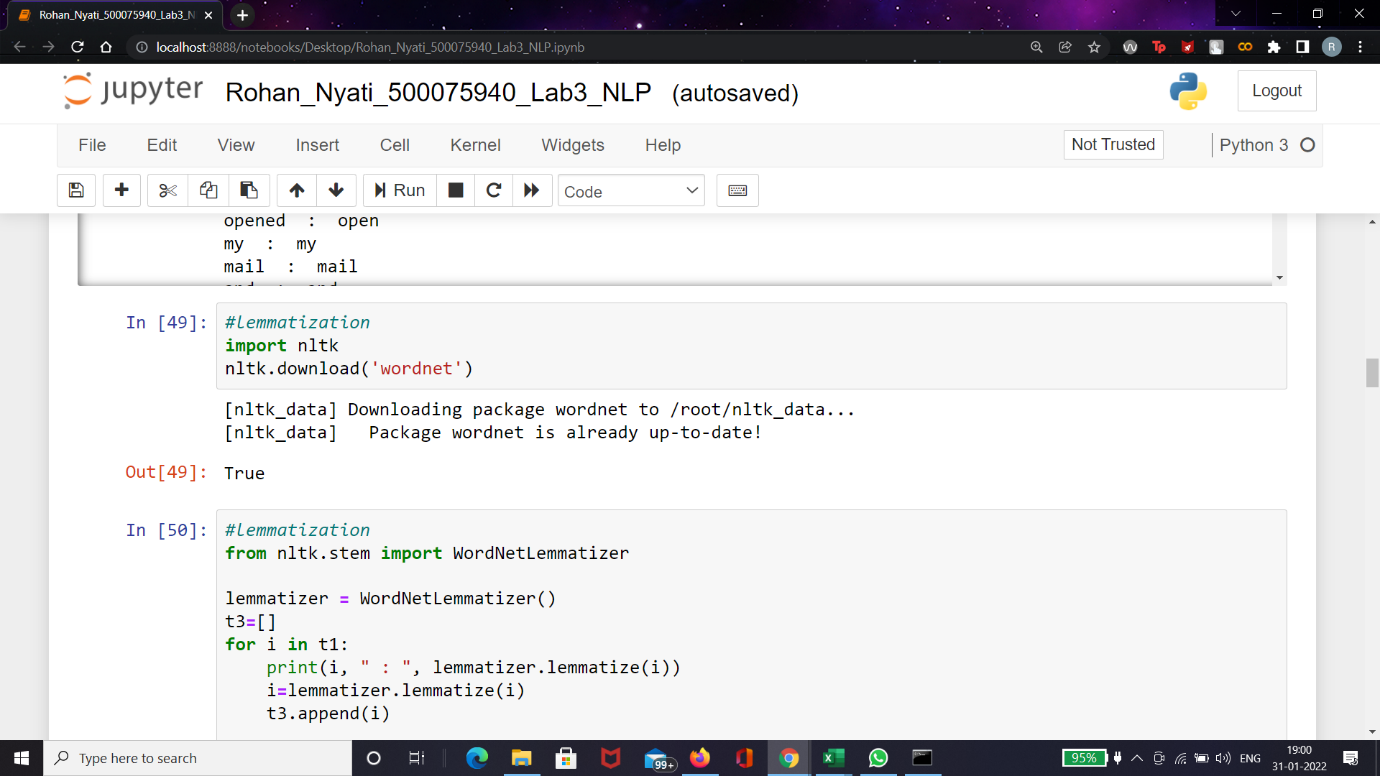 Rohan_Nyati_500075940_Lab3_N
localhost:8888/notebooks/Desktop/Rohan_Nyati_500075940_Lab3_NLP.ipynb
Tp
R
jupyter Rohan_Nyati_500075940_Lab3_NLP (autosaved)
Logout
File Edit View Insert Cell Kernel Widgets Help
Not Trusted
Python 3
Run
Code
opened : open
my : my
mail : mail
In [49]: #lemmatization
import nltk
nltk.download('wordnet')
[nltk_data] Downloading package wordnet to /root/nltk_data...
[nltk_data]   Package wordnet is already up-to-date!
Out[49]: True
In [50]: #lemmatization
from nltk.stem import WordNetLemmatizer
lemmatizer = WordNetLemmatizer()
t3=[]
for i in t1:
    print(i, " : ", lemmatizer.lemmatize(i))
    i=lemmatizer.lemmatize(i)
    t3.append(i)
Type here to search
99+
95%
ENG
19:00
31-01-2022